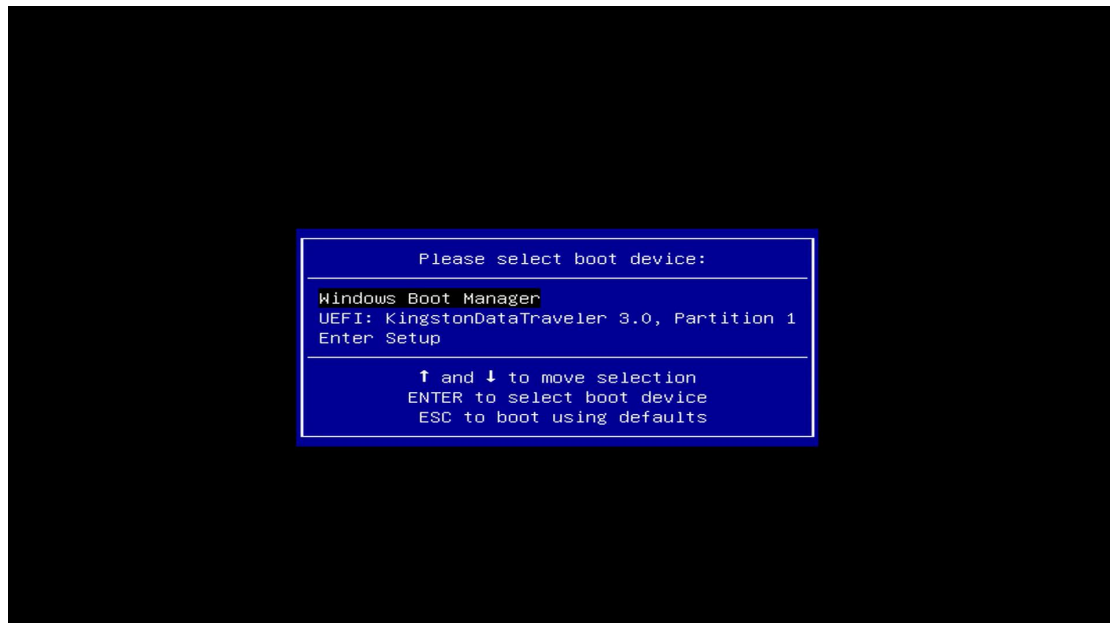 Please select boot device:
Windows Boot Manager
UEFI: KingstonDataTraveler 3.0, Partition 1
Enter Setup
↑ and ↓ to move selection
ENTER to select boot device
ESC to boot using defaults